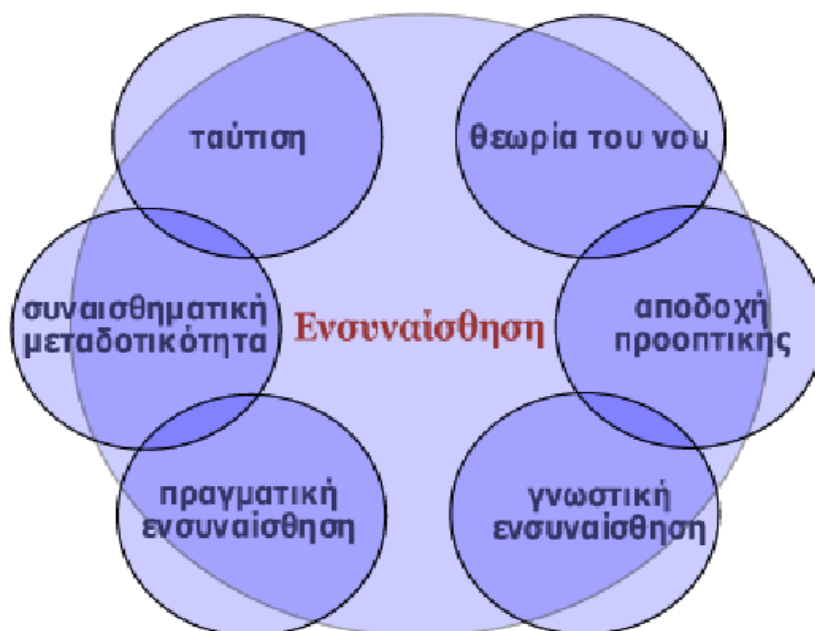 ταύτιση
θεωρία του νου
συναισθηματική
μεταδοτικότητα
Ενσυναίσθηση
αποδοχή
προοπτικής
πραγματική
ενσυναίσθηση
γνωστική
ενσυναίσθηση